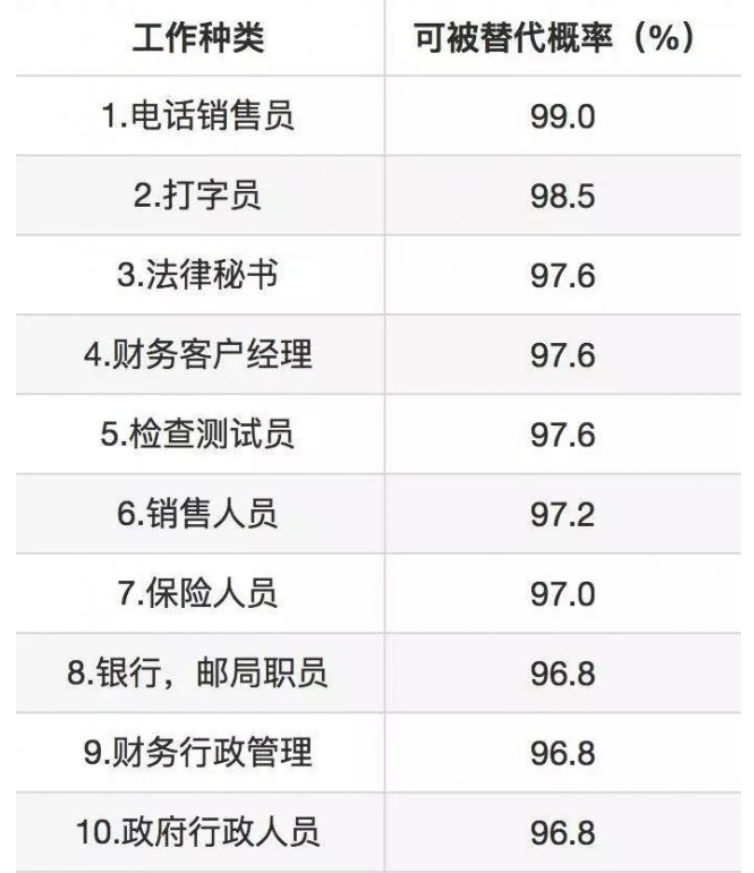 工作种类 可被替代概率（%）
1.电话销售员 99.0
2.打字员 98.5
3.法律秘书 97.6
4.财务客户经理 97.6
5.检查测试员 97.6
6.销售人员 97.2
7.保险人员 97.0
8.银行，邮局职员 96.8
9.财务行政管理 96.8
10.政府行政人员 96.8